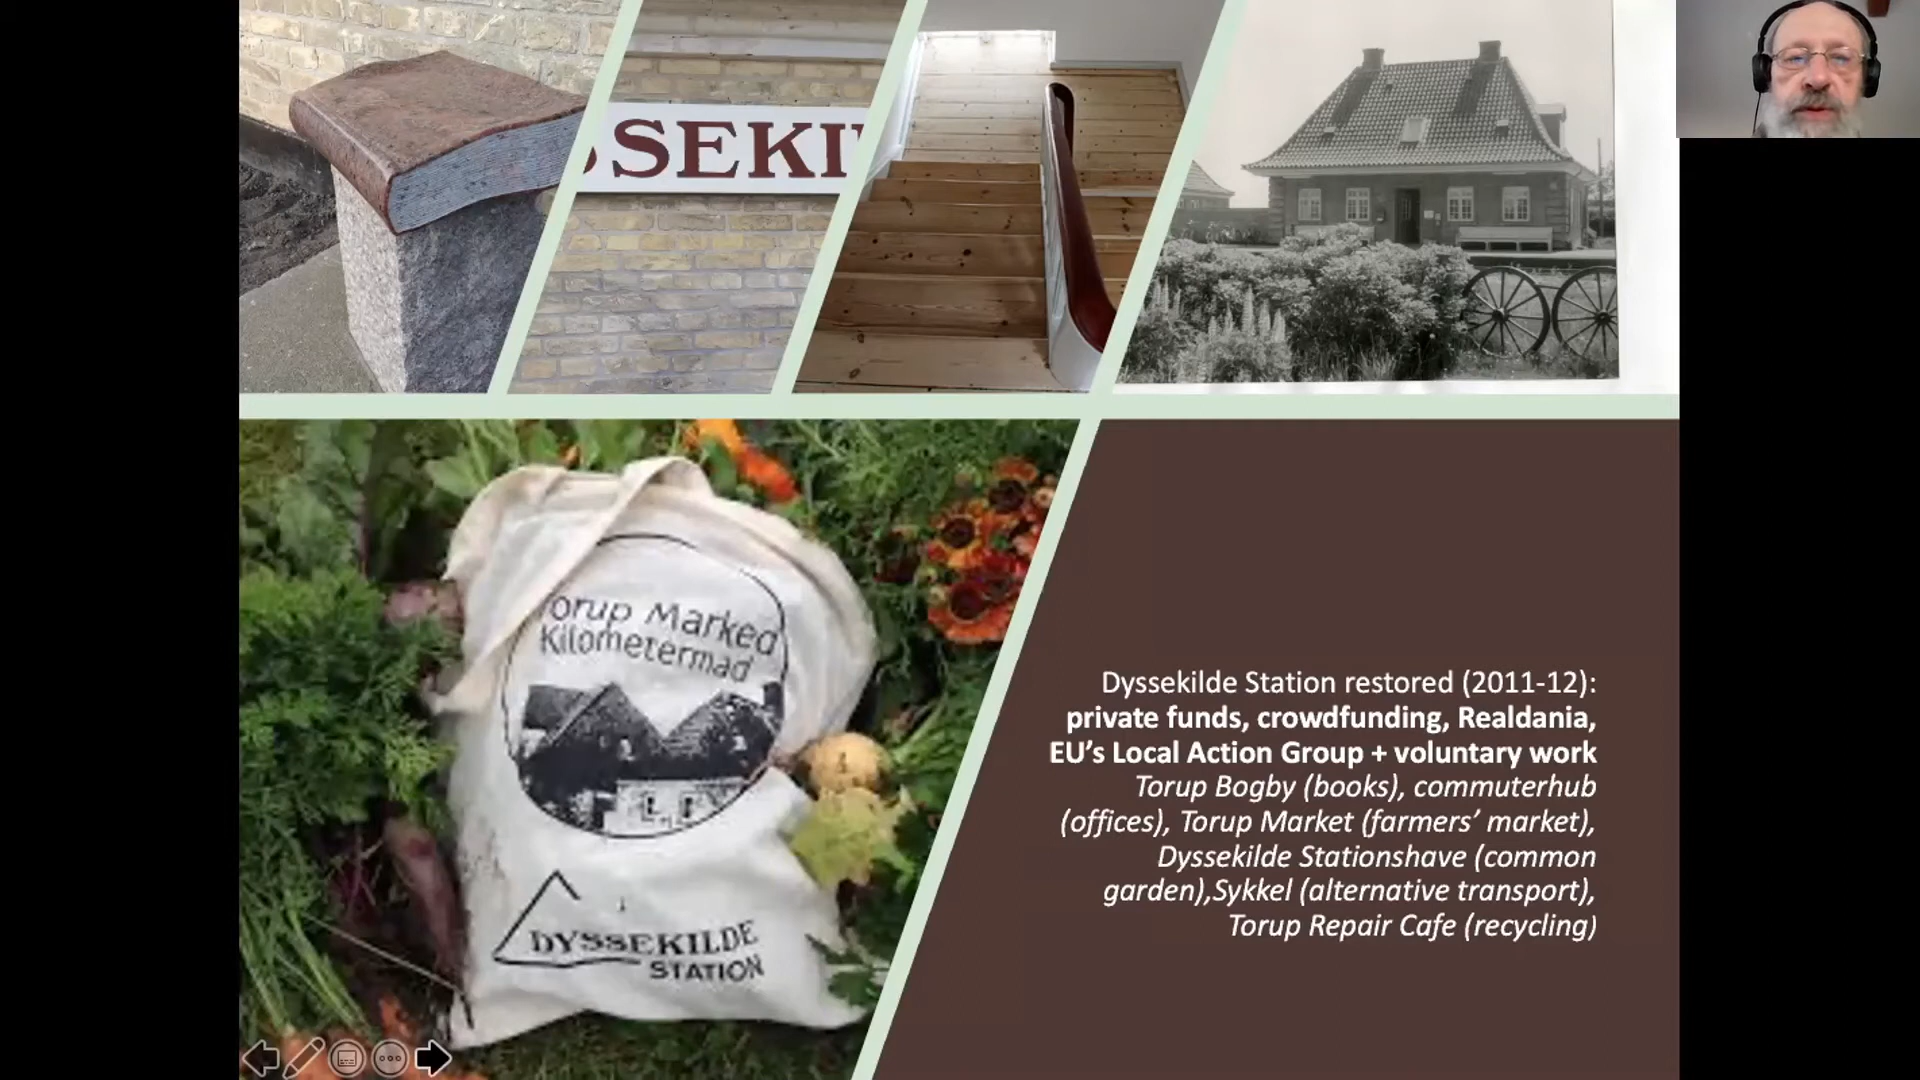 SSEKI
Torup Marked
Kilometermad
DYSSEKILDE
STATION
Dyssekilde Station restored (2011-12):
private funds, crowdfunding, Realdania,
EU’s Local Action Group + voluntary work
Torup Bogby (books), commuterhub
(offices), Torup Market (farmers’ market),
Dyssekilde Stationshave (common
garden),Sykkel (alternative transport),
Torup Repair Cafe (recycling)